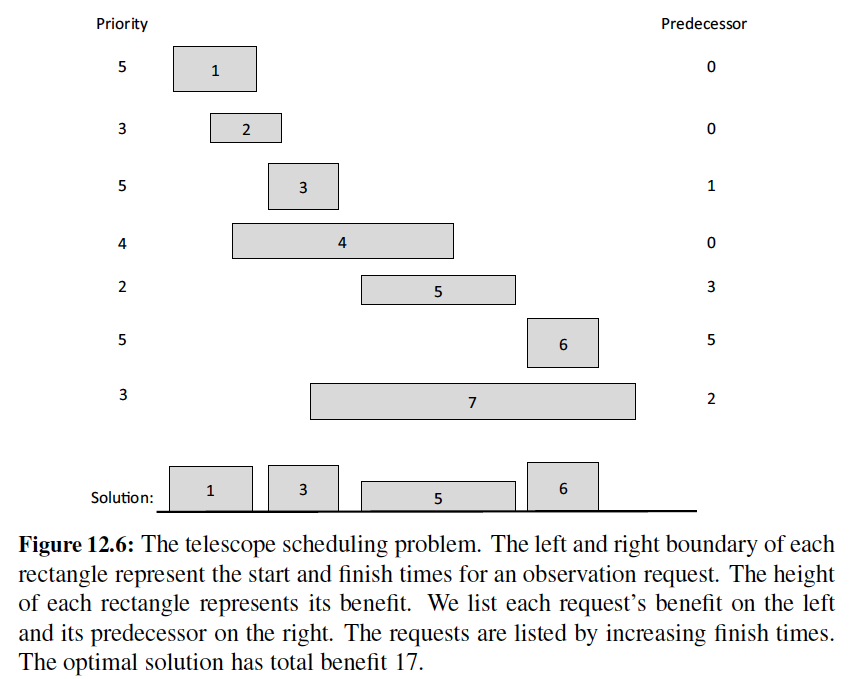 Priority Predecessor
5 1 0
3 2 0
5 3 1
4 4 0
2 5 3
5 6 5
3 7 2
Solution: 1 3 5 6
Figure 12.6: The telescope scheduling problem. The left and right boundary of each
rectangle represent the start and finish times for an observation request. The height
of each rectangle represents its benefit. We list each request's benefit on the left
and its predecessor on the right. The requests are listed by increasing finish times.
The optimal solution has total benefit 17.